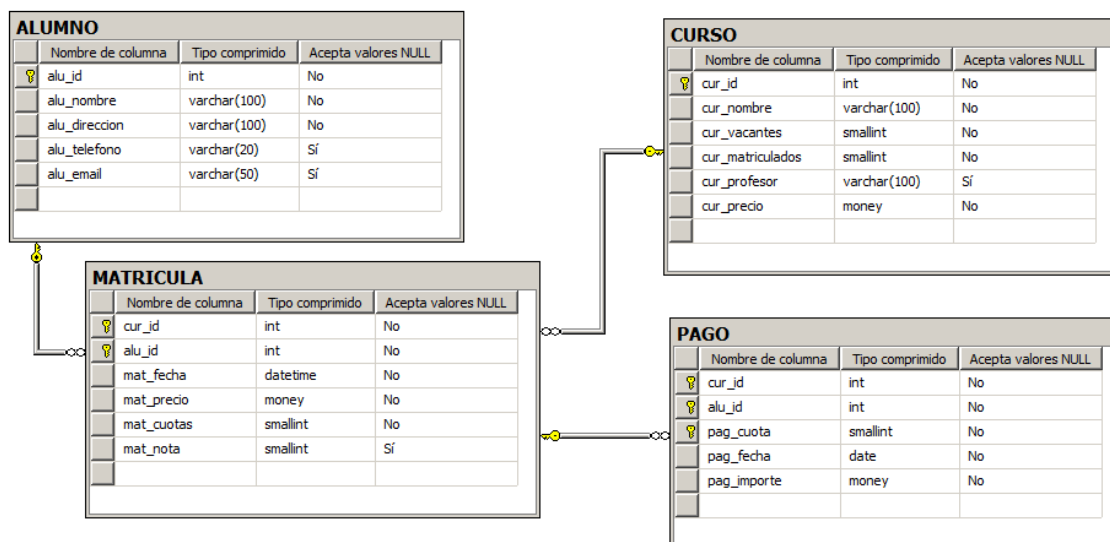 ALUMNO
Nombre de columna Tipo comprimido Acepta valores NULL
alu_id int No
alu_nombre varchar(100) No
alu_direccion varchar(100) No
alu_telefono varchar(20) Sí
alu_email varchar(50) Sí
CURSO
Nombre de columna Tipo comprimido Acepta valores NULL
cur_id int No
cur_nombre varchar(100) No
cur_vacantes smallint No
cur_matriculados smallint No
cur_profesor varchar(100) Sí
cur_precio money No
MATRICULA
Nombre de columna Tipo comprimido Acepta valores NULL
cur_id int No
alu_id int No
mat_fecha datetime No
mat_precio money No
mat_cuotas smallint No
mat_nota smallint Sí
PAGO
Nombre de columna Tipo comprimido Acepta valores NULL
cur_id int No
alu_id int No
pag_cuota smallint No
pag_fecha date No
pag_importe money No